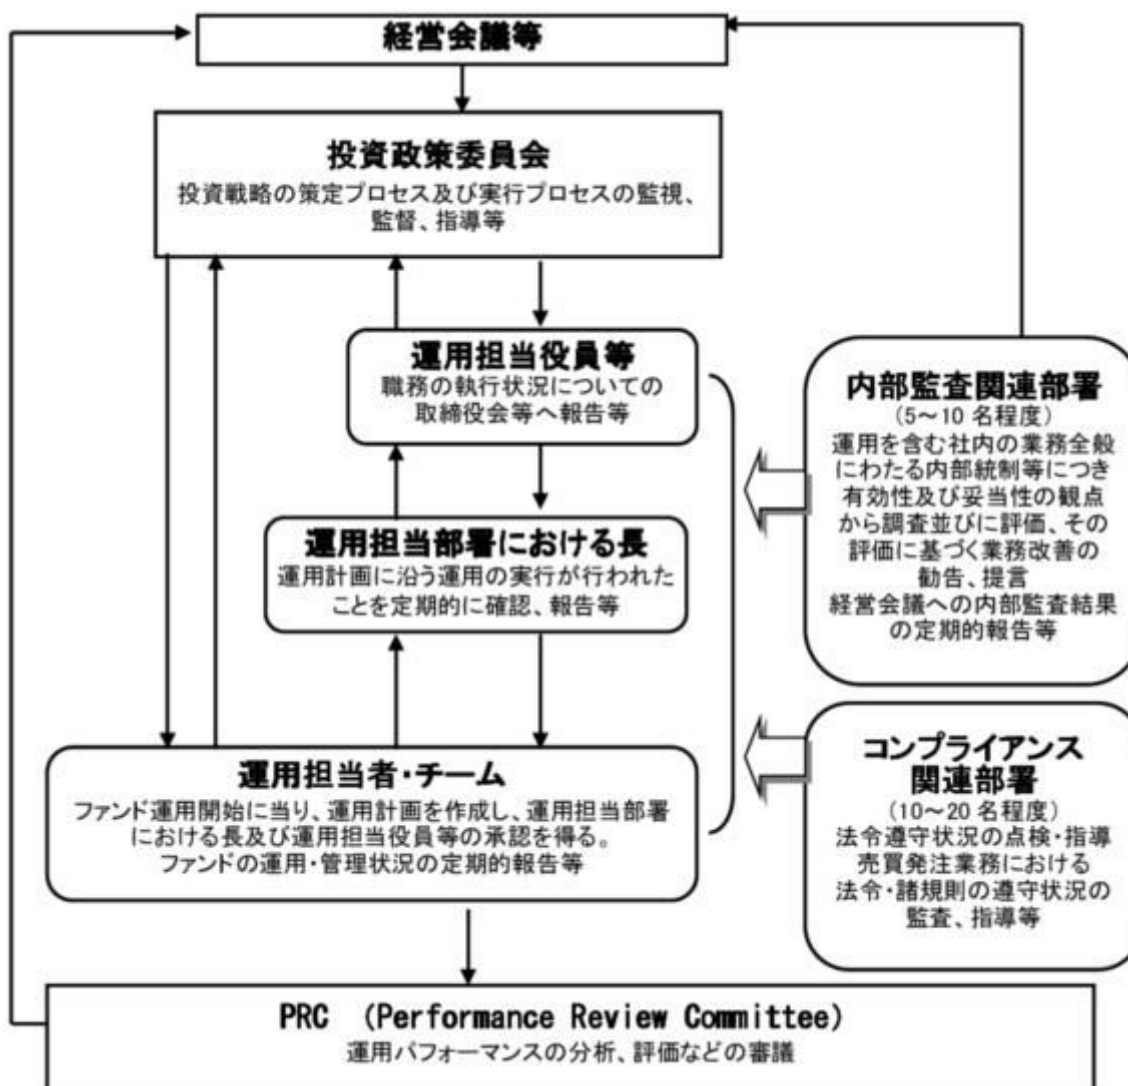 経営会議等
投資政策委員会
投資戦略の策定プロセス及び実行プロセスの監視、
監督、指導等
運用担当役員等
職務の執行状況についての
取締役会等へ報告等
運用担当部署における長
運用計画に沿う運用の実行が行われた
ことを定期的に確認、報告等
運用担当者・チーム
ファンド運用開始に当り、運用計画を作成し、運用担当部署
における長及び運用担当役員等の承認を得る。
ファンドの運用・管理状況の定期的報告等
内部監査関連部署
(5～10 名程度)
運用を含む社内の業務全般
にわたる内部統制等につき
有効性及び妥当性の観点
から調査並びに評価、その
評価に基づく業務改善の
勧告、提言
経営会議への内部監査結果
の定期的報告等
コンプライアンス
関連部署
(10～20 名程度)
法令遵守状況の点検・指導
売買発注業務における
法令・諸規則の遵守状況の
監査、指導等
PRC (Performance Review Committee)
運用パフォーマンスの分析、評価などの審議